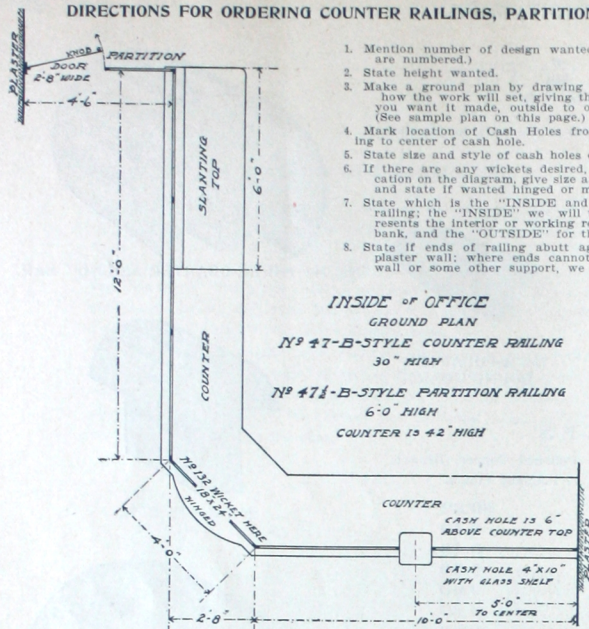 DIRECTIONS FOR ORDERING COUNTER RAILINGS, PARTITION
1. Mention number of design wante
are numbered.)
2. State height wanted.
3. Make a ground plan by drawing
how the work will set, giving th
you want it made, outside to o
(See sample plan on this page.)
4. Mark location of Cash Holes fro
ing to center of cash hole.
5. State size and style of cash holes
6. If there are any wickets desired,
cation on the diagram, give size a
and state if wanted hinged or m
7. State which is the "INSIDE and
railing; the "INSIDE" we will
resents the interior or working r
bank, and the "OUTSIDE" for t
8. State if ends of railing abutt a
plaster wall; where ends cannot
wall or some other support, we
PLASTER
KNOB
DOOR
2'-8" WIDE
PARTITION
4'-6"
SLANTING
TOP
6'-0"
12'-0"
COUNTER
INSIDE OF OFFICE
GROUND PLAN
Nº 47-B-STYLE COUNTER RAILING
30" HIGH
Nº 47½-B-STYLE PARTITION RAILING
6'-0" HIGH
COUNTER IS 42" HIGH
Nº 132 WICKET HERE
18 X 24
HINGED
4'-0"
COUNTER
CASH HOLE IS 6"
ABOVE COUNTER TOP
CASH HOLE 4"X10"
WITH GLASS SHELF
PLASTER
5'-0"
TO CENTER
2'-8"
10'-0"